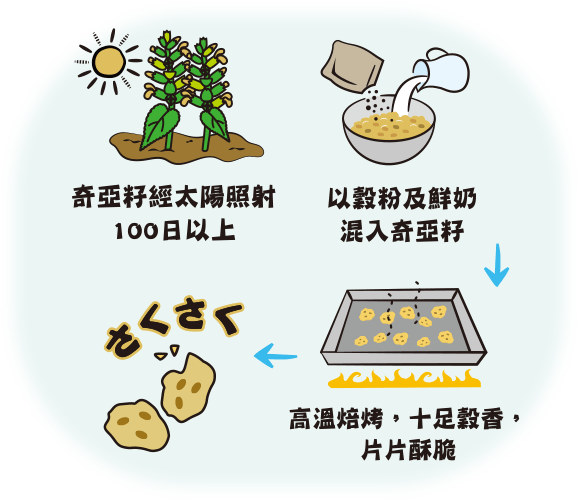 奇亞籽經太陽照射
100日以上
以穀粉及鮮奶
混入奇亞籽
高溫焙烤，十足穀香，
片片酥脆
さくさく